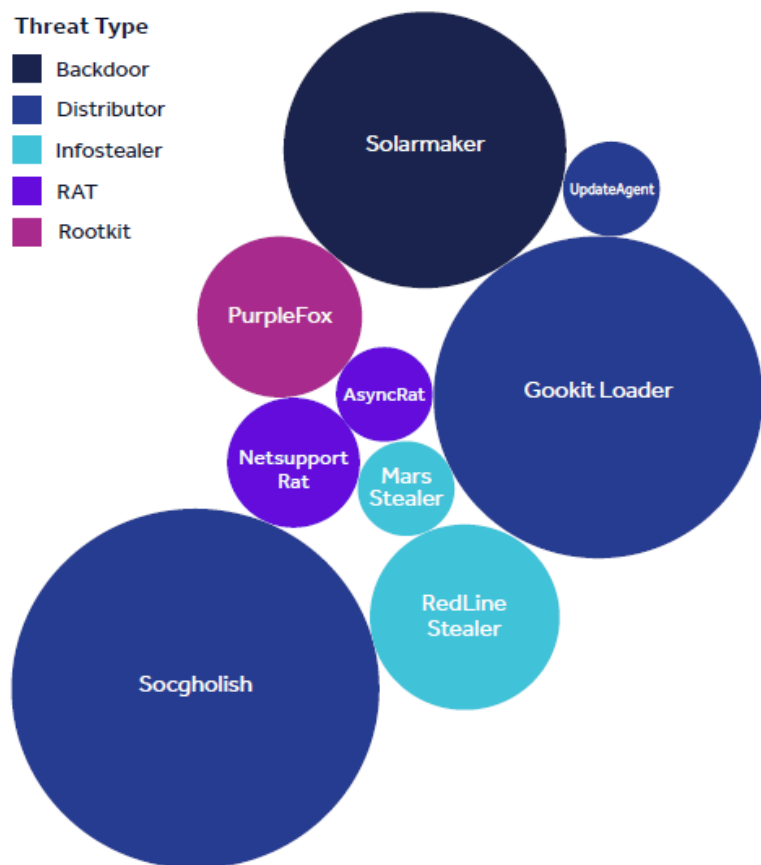 Threat Type
Backdoor
Distributor
Infostealer
RAT
Rootkit
Solarmaker
UpdateAgent
PurpleFox
AsyncRat
Gookit Loader
Netsupport
Rat
Mars
Stealer
RedLine
Stealer
Socgholish